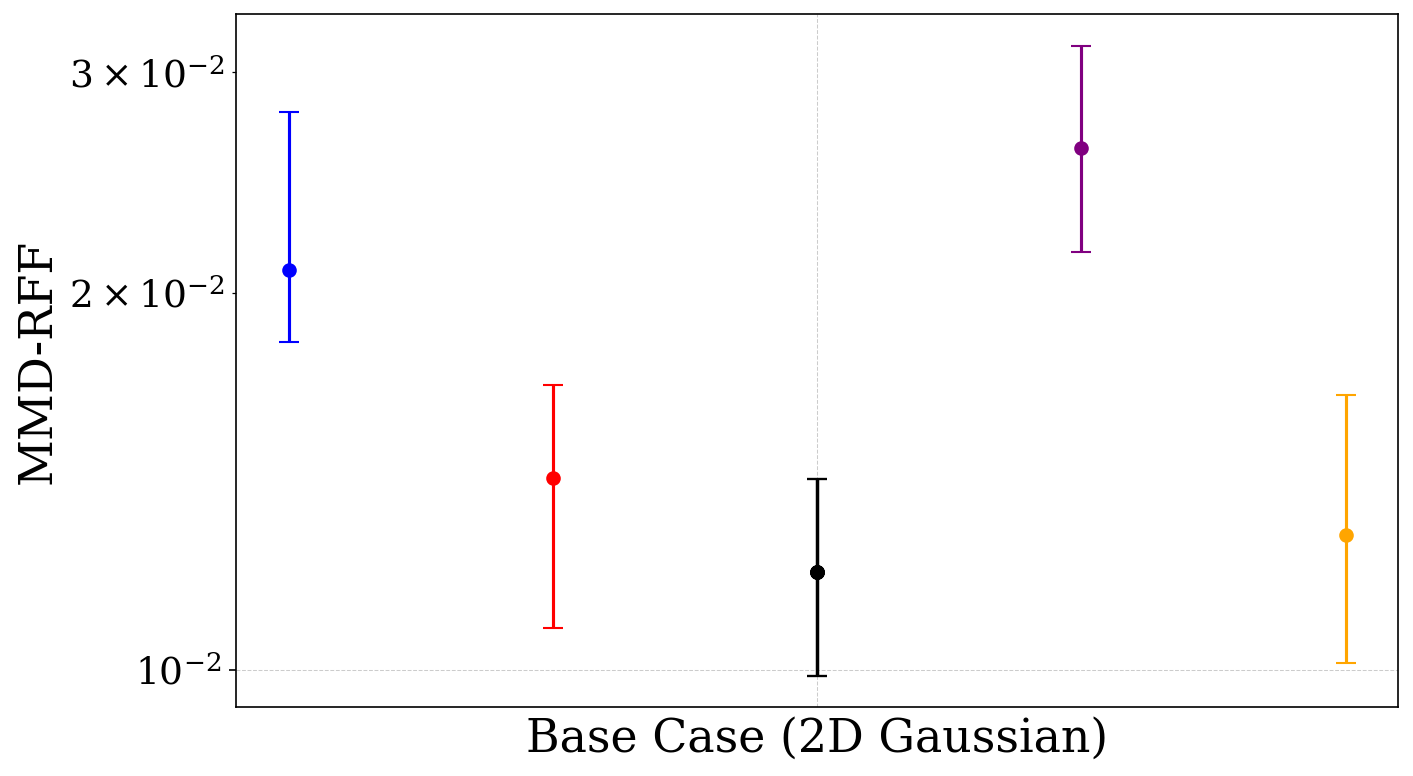 MMD-RFF
3 × 10⁻²
2 × 10⁻²
10⁻²
Base Case (2D Gaussian)